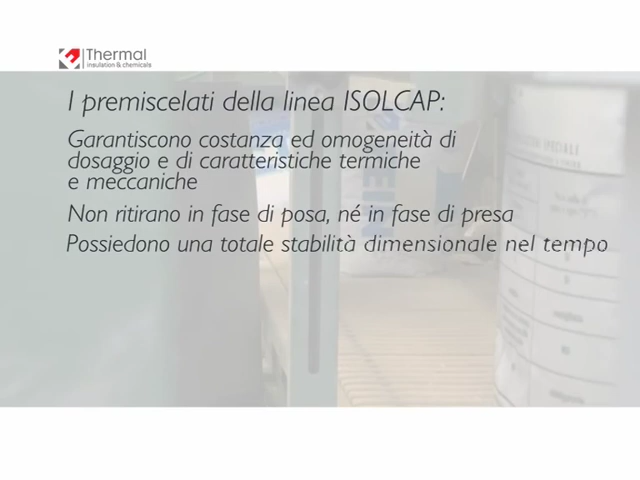 Thermal
insulation & chemicals
I premiscelati della linea ISOLCAP:
Garantiscono costanza ed omogeneità di
dosaggio e di caratteristiche termiche
e meccaniche
Non ritirano in fase di posa, né in fase di presa
Possiedono una totale stabilità dimensionale nel tempo
SPECIALI